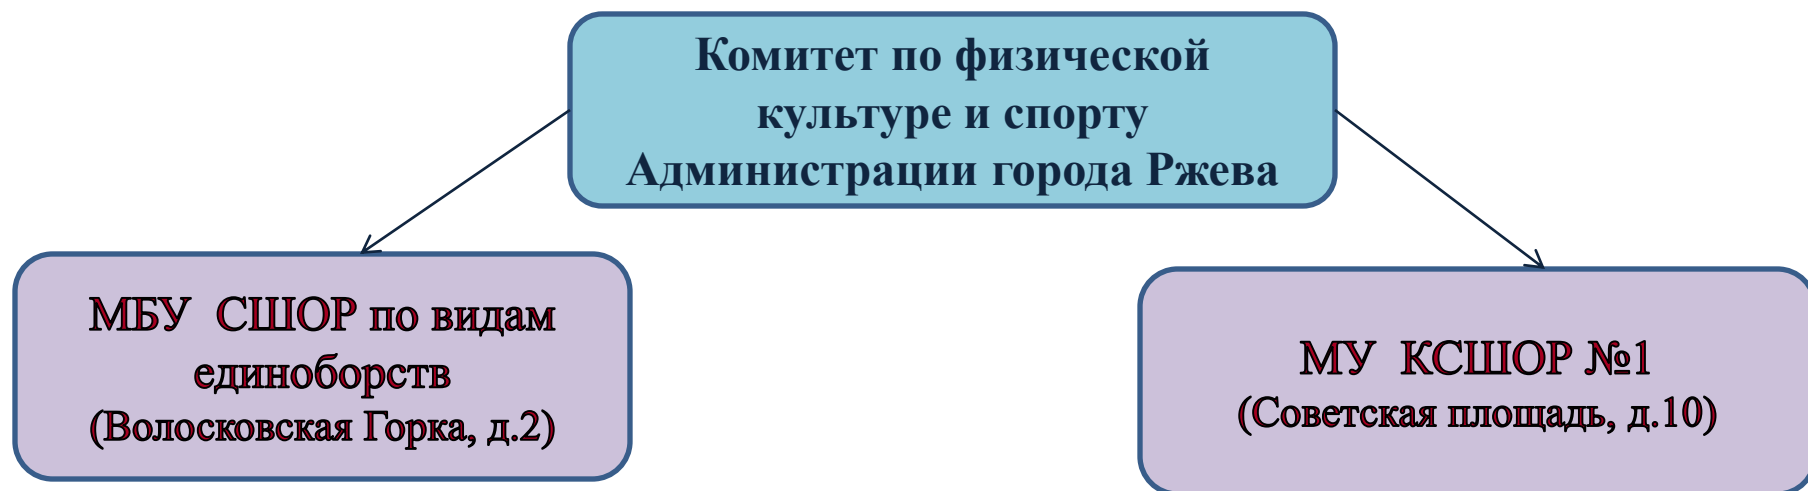 Комитет по физической
культуре и спорту
Администрации города Ржева
МБУ СШОР по видам
единоборств
(Волосковская Горка, д.2)
МУ КСШОР №1
(Советская площадь, д.10)